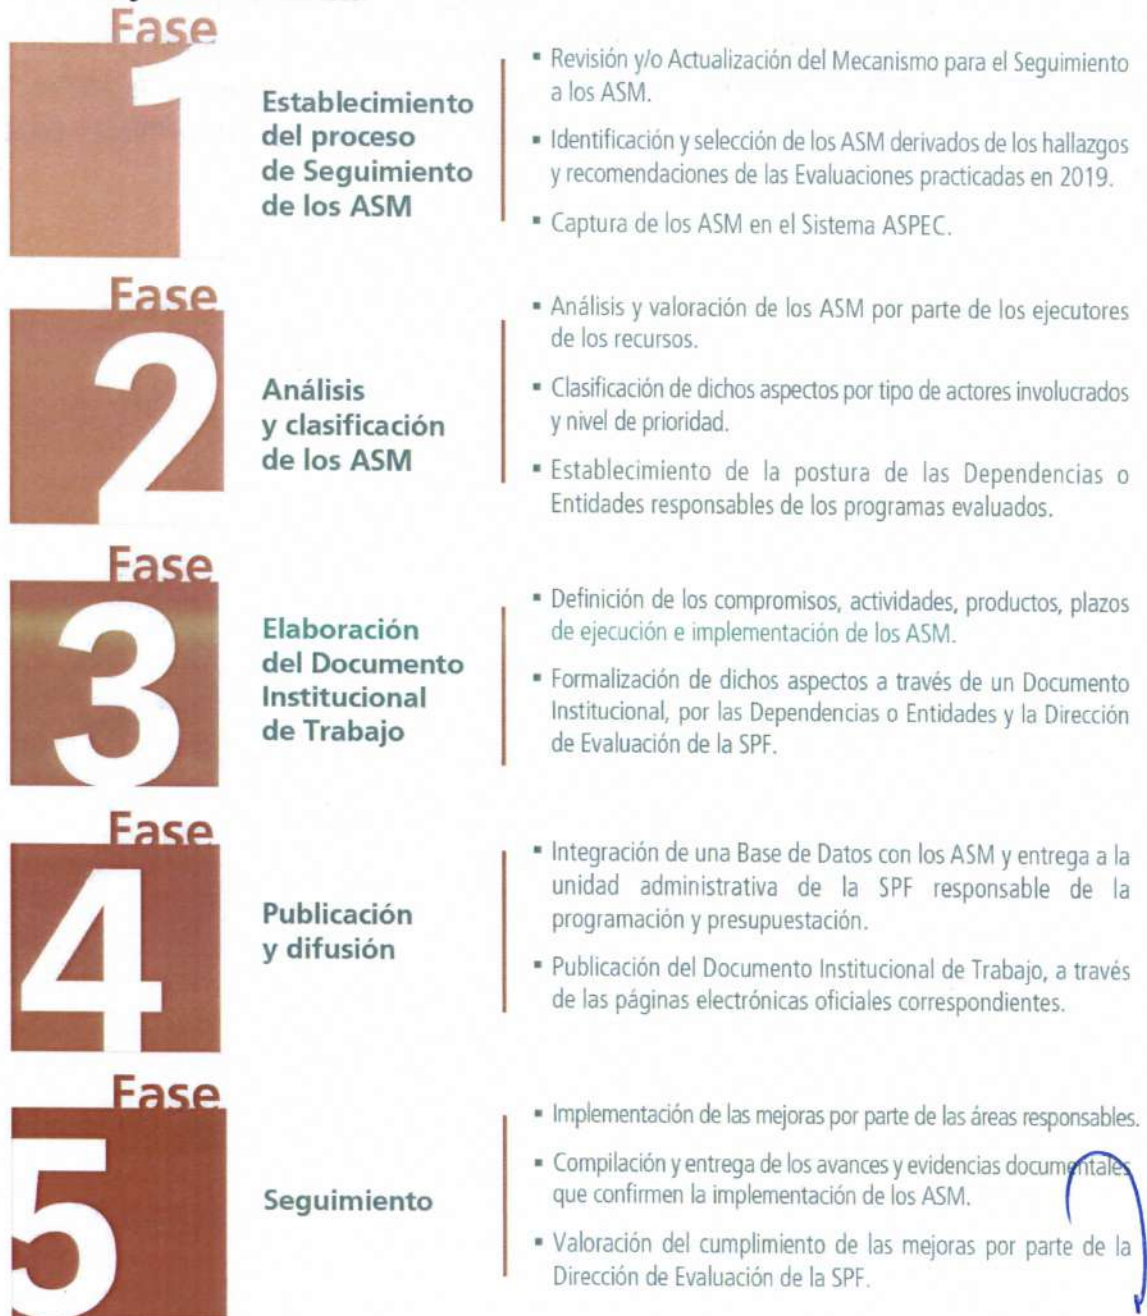 Fase
1
Establecimiento
del proceso
de Seguimiento
de los ASM
▪ Revisión y/o Actualización del Mecanismo para el Seguimiento
a los ASM.
▪ Identificación y selección de los ASM derivados de los hallazgos
y recomendaciones de las Evaluaciones practicadas en 2019.
▪ Captura de los ASM en el Sistema ASPEC.
Fase
2
Análisis
y clasificación
de los ASM
▪ Análisis y valoración de los ASM por parte de los ejecutores
de los recursos.
▪ Clasificación de dichos aspectos por tipo de actores involucrados
y nivel de prioridad.
▪ Establecimiento de la postura de las Dependencias o
Entidades responsables de los programas evaluados.
Fase
3
Elaboración
del Documento
Institucional
de Trabajo
▪ Definición de los compromisos, actividades, productos, plazos
de ejecución e implementación de los ASM.
▪ Formalización de dichos aspectos a través de un Documento
Institucional, por las Dependencias o Entidades y la Dirección
de Evaluación de la SPF.
Fase
4
Publicación
y difusión
▪ Integración de una Base de Datos con los ASM y entrega a la
unidad administrativa de la SPF responsable de la
programación y presupuestación.
▪ Publicación del Documento Institucional de Trabajo, a través
de las páginas electrónicas oficiales correspondientes.
Fase
5
Seguimiento
▪ Implementación de las mejoras por parte de las áreas responsables.
▪ Compilación y entrega de los avances y evidencias documentales
que confirmen la implementación de los ASM.
▪ Valoración del cumplimiento de las mejoras por parte de la
Dirección de Evaluación de la SPF.